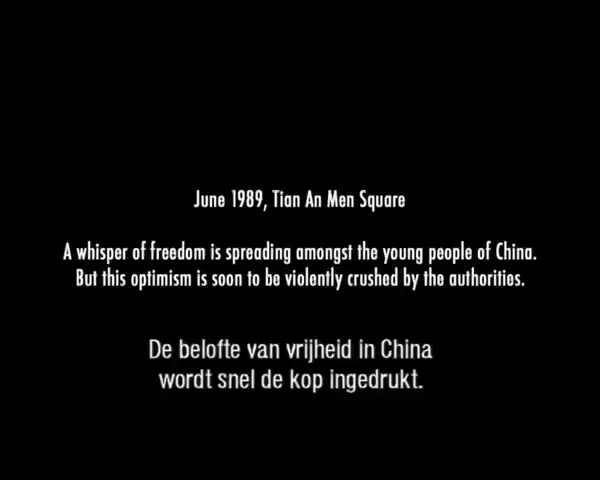 June 1989, Tian An Men Square
A whisper of freedom is spreading amongst the young people of China.
But this optimism is soon to be violently crushed by the authorities.
De belofte van vrijheid in China
wordt snel de kop ingedrukt.